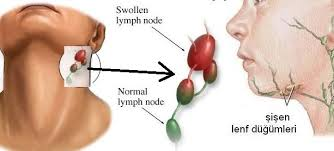 Swollen
lymph node
Normal
lymph node
şişen
lenf düğümleri